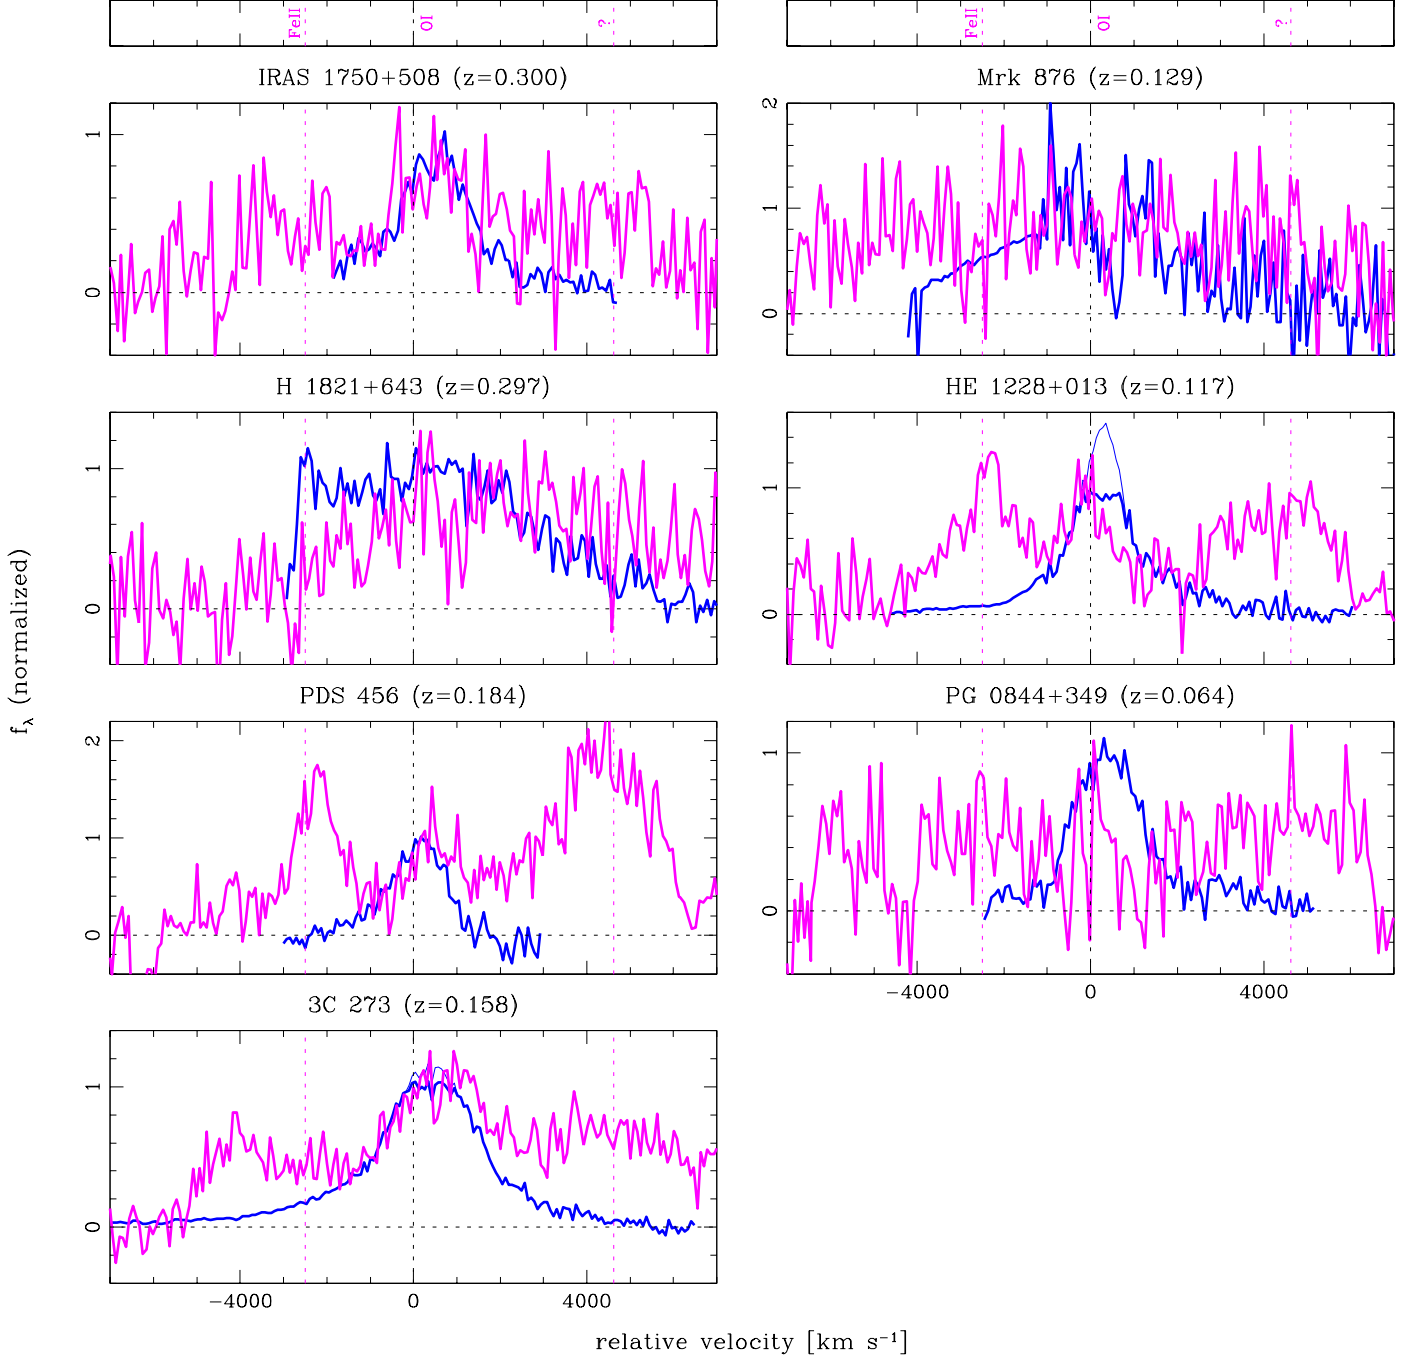 FeII OI ? FeII OI ?
IRAS 1750+508 (z=0.300)
1
0
Mrk 876 (z=0.129)
2
1
0
H 1821+643 (z=0.297)
1
0
HE 1228+013 (z=0.117)
1
0
f_λ (normalized)
PDS 456 (z=0.184)
2
1
0
PG 0844+349 (z=0.064)
1
0
-4000 0 4000
3C 273 (z=0.158)
1
0
-4000 0 4000
relative velocity [km s⁻¹]